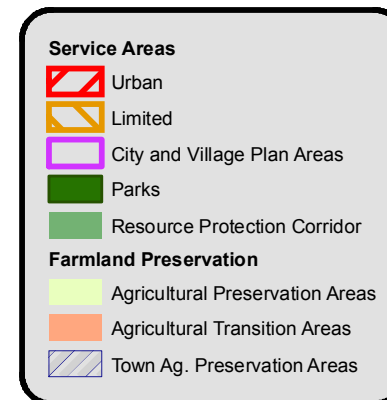 Service Areas
Urban
Limited
City and Village Plan Areas
Parks
Resource Protection Corridor
Farmland Preservation
Agricultural Preservation Areas
Agricultural Transition Areas
Town Ag. Preservation Areas